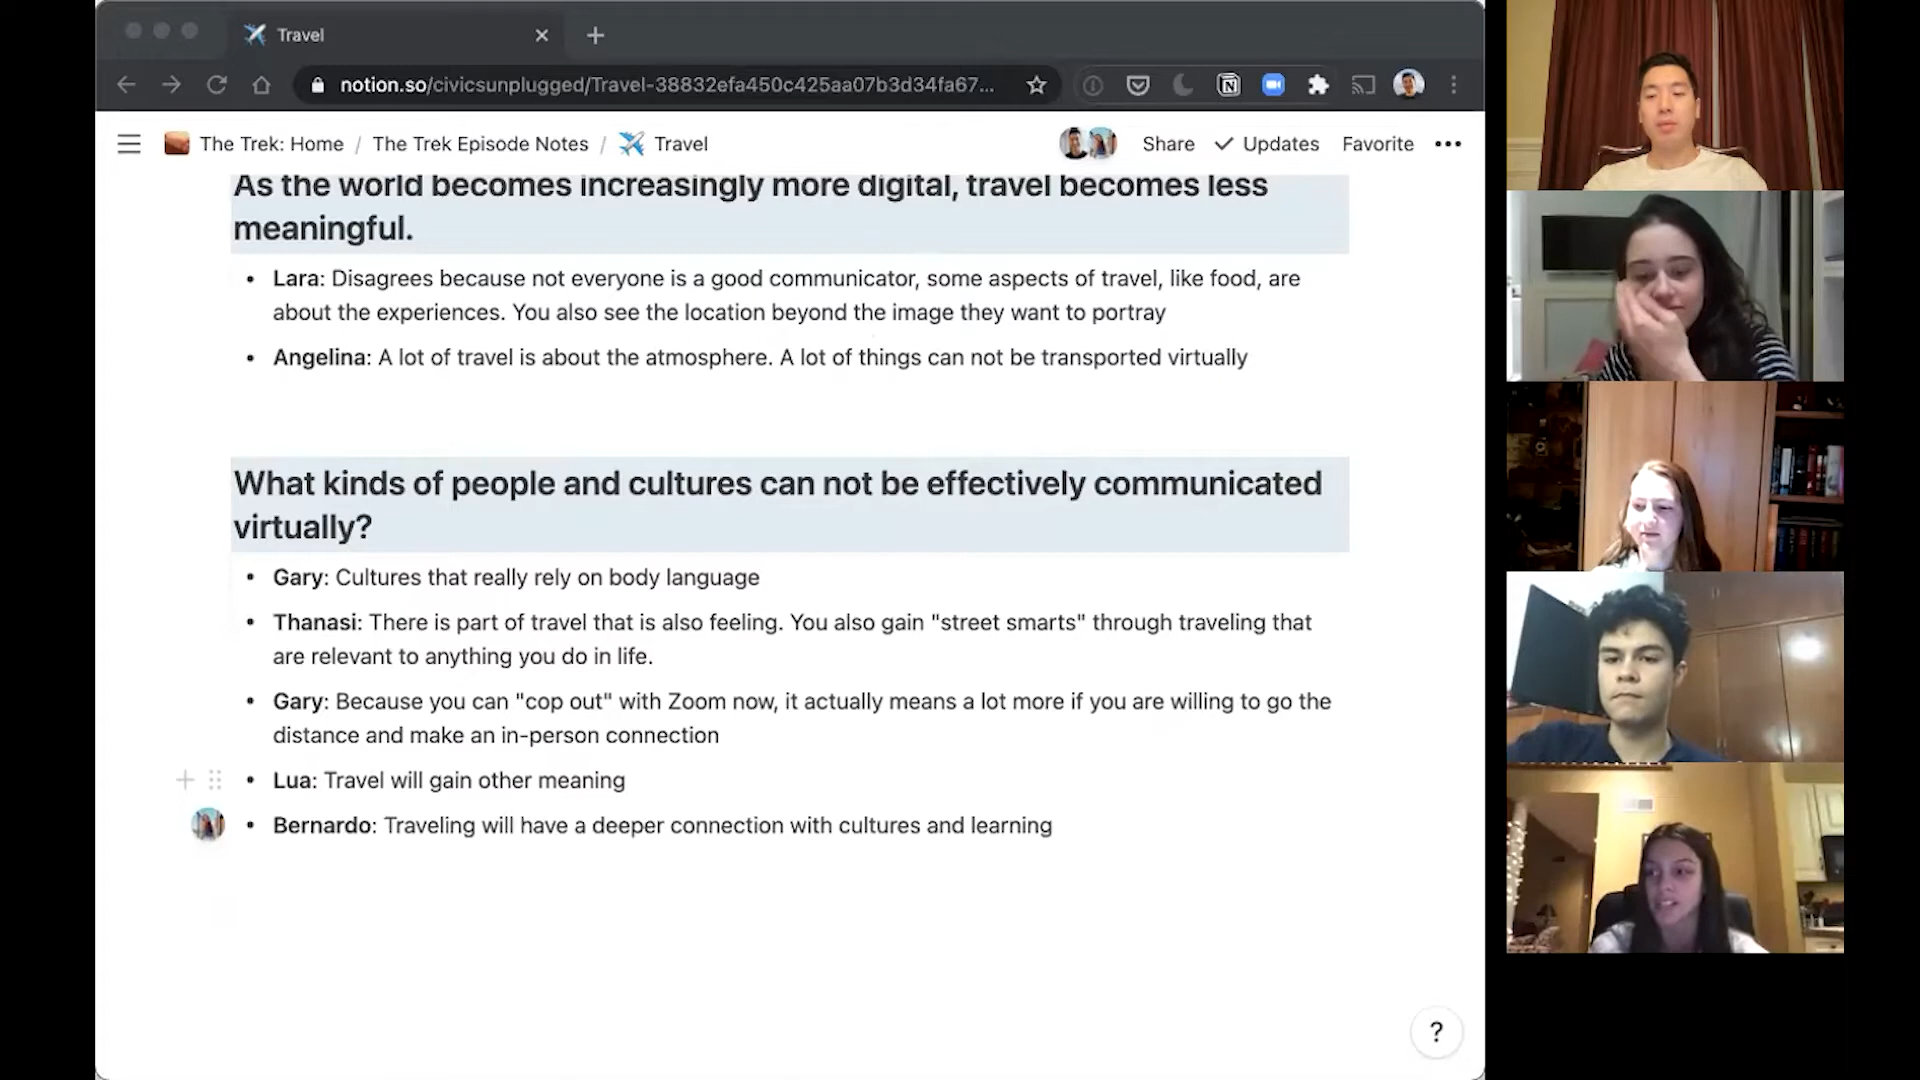 Travel
notion.so/civicsunplugged/Travel-38832efa450c425aa07b3d34fa67...
The Trek: Home / The Trek Episode Notes / Travel
Share Updates Favorite
As the world becomes increasingly more digital, travel becomes less
meaningful.
• Lara: Disagrees because not everyone is a good communicator, some aspects of travel, like food, are
about the experiences. You also see the location beyond the image they want to portray
• Angelina: A lot of travel is about the atmosphere. A lot of things can not be transported virtually
What kinds of people and cultures can not be effectively communicated
virtually?
• Gary: Cultures that really rely on body language
• Thanasi: There is part of travel that is also feeling. You also gain "street smarts" through traveling that
are relevant to anything you do in life.
• Gary: Because you can "cop out" with Zoom now, it actually means a lot more if you are willing to go the
distance and make an in-person connection
• Lua: Travel will gain other meaning
• Bernardo: Traveling will have a deeper connection with cultures and learning
?